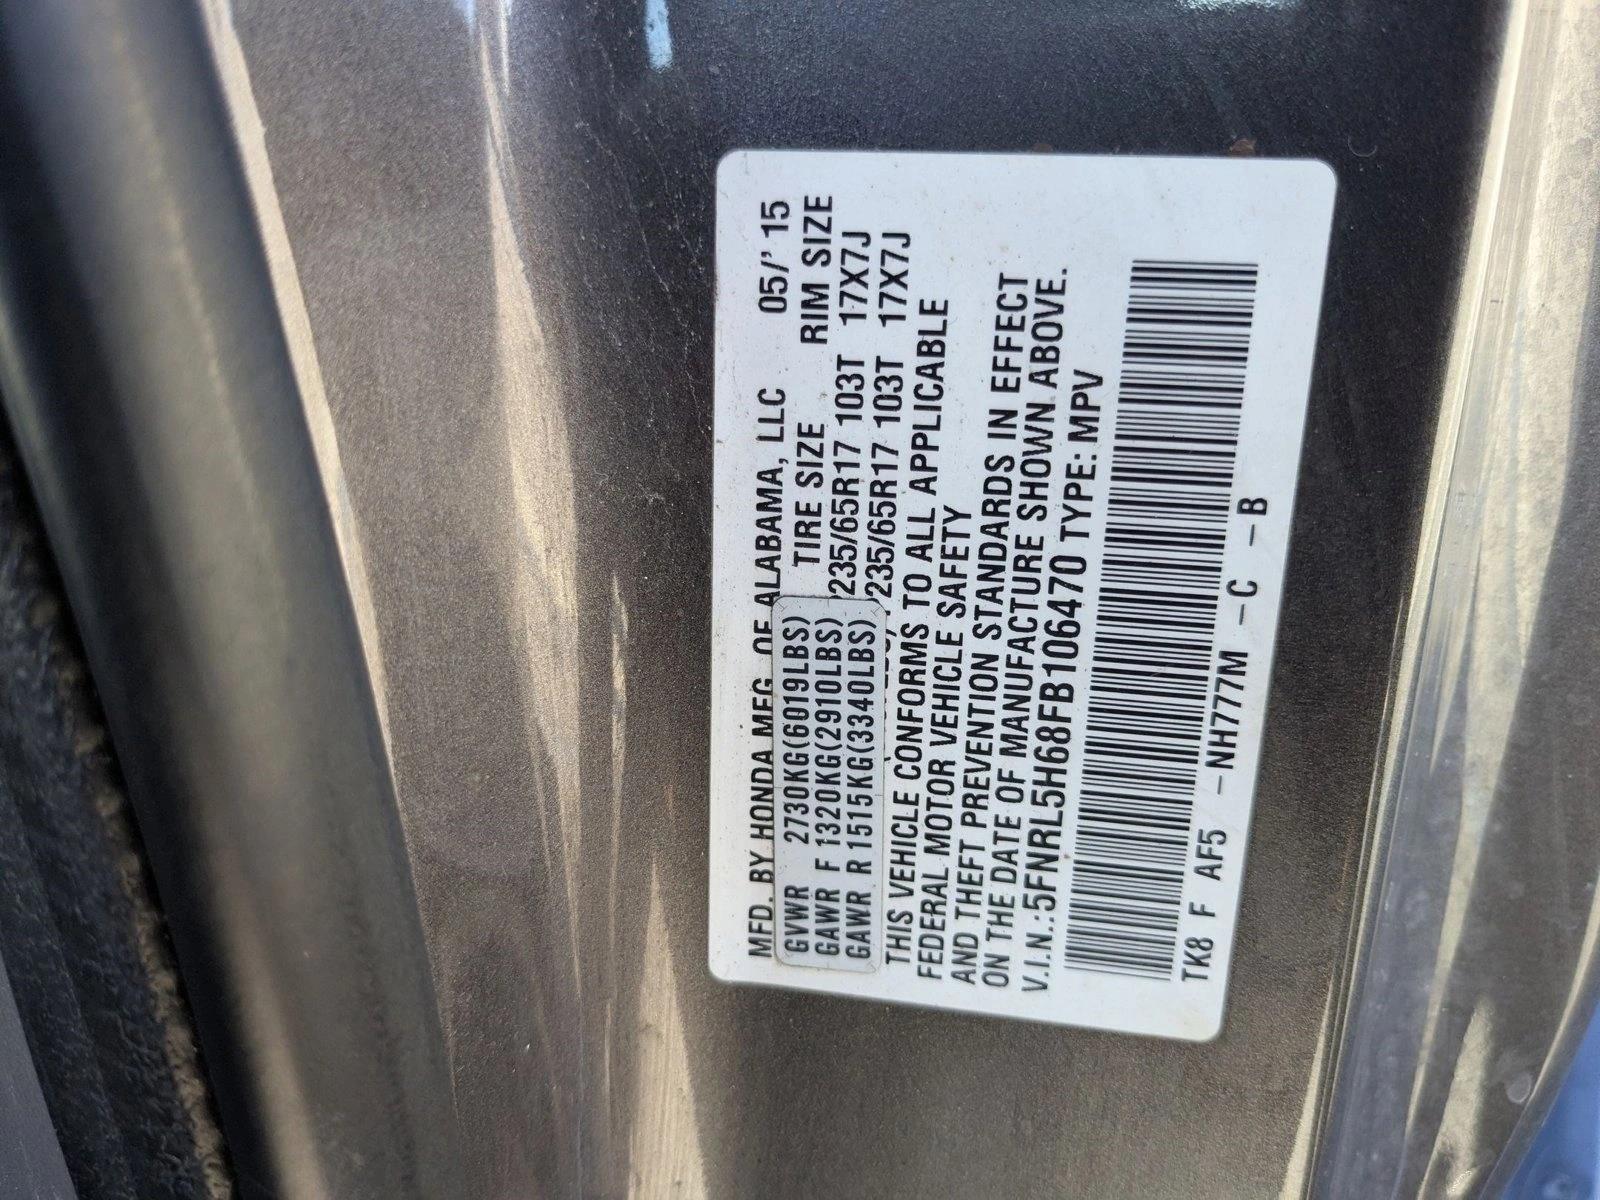 MFD. BY HONDA MFG. OF ALABAMA, LLC 05/' 15
TIRE SIZE RIM SIZE
GVWR 2730KG(6019LBS)
GAWR F 1320KG(2910LBS) 235/65R17 103T 17X7J
GAWR R 1515KG(3340LBS) 235/65R17 103T 17X7J
THIS VEHICLE CONFORMS TO ALL APPLICABLE
FEDERAL MOTOR VEHICLE SAFETY
AND THEFT PREVENTION STANDARDS IN EFFECT
ON THE DATE OF MANUFACTURE SHOWN ABOVE.
V.I.N.:5FNRL5H68FB106470 TYPE: MPV
TK8 F AF5 -NH777M -C -B